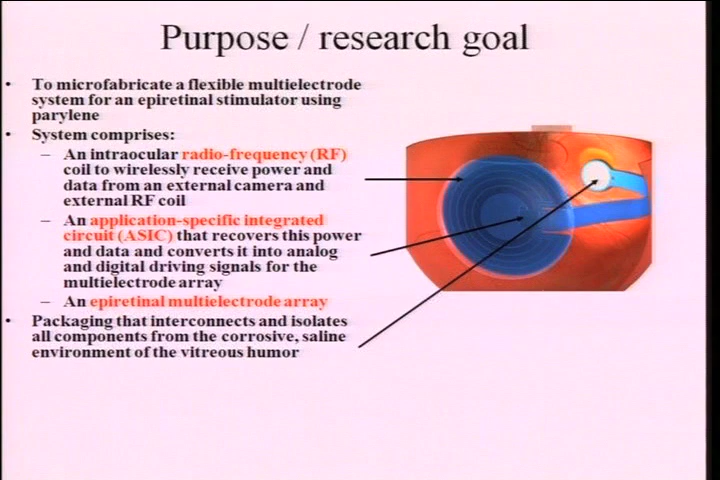 Purpose / research goal
• To microfabricate a flexible multielectrode
system for an epiretinal stimulator using
parylene
• System comprises:
– An intraocular radio-frequency (RF)
coil to wirelessly receive power and
data from an external camera and
external RF coil
– An application-specific integrated
circuit (ASIC) that recovers this power
and data and converts it into analog
and digital driving signals for the
multielectrode array
– An epiretinal multielectrode array
• Packaging that interconnects and isolates
all components from the corrosive, saline
environment of the vitreous humor